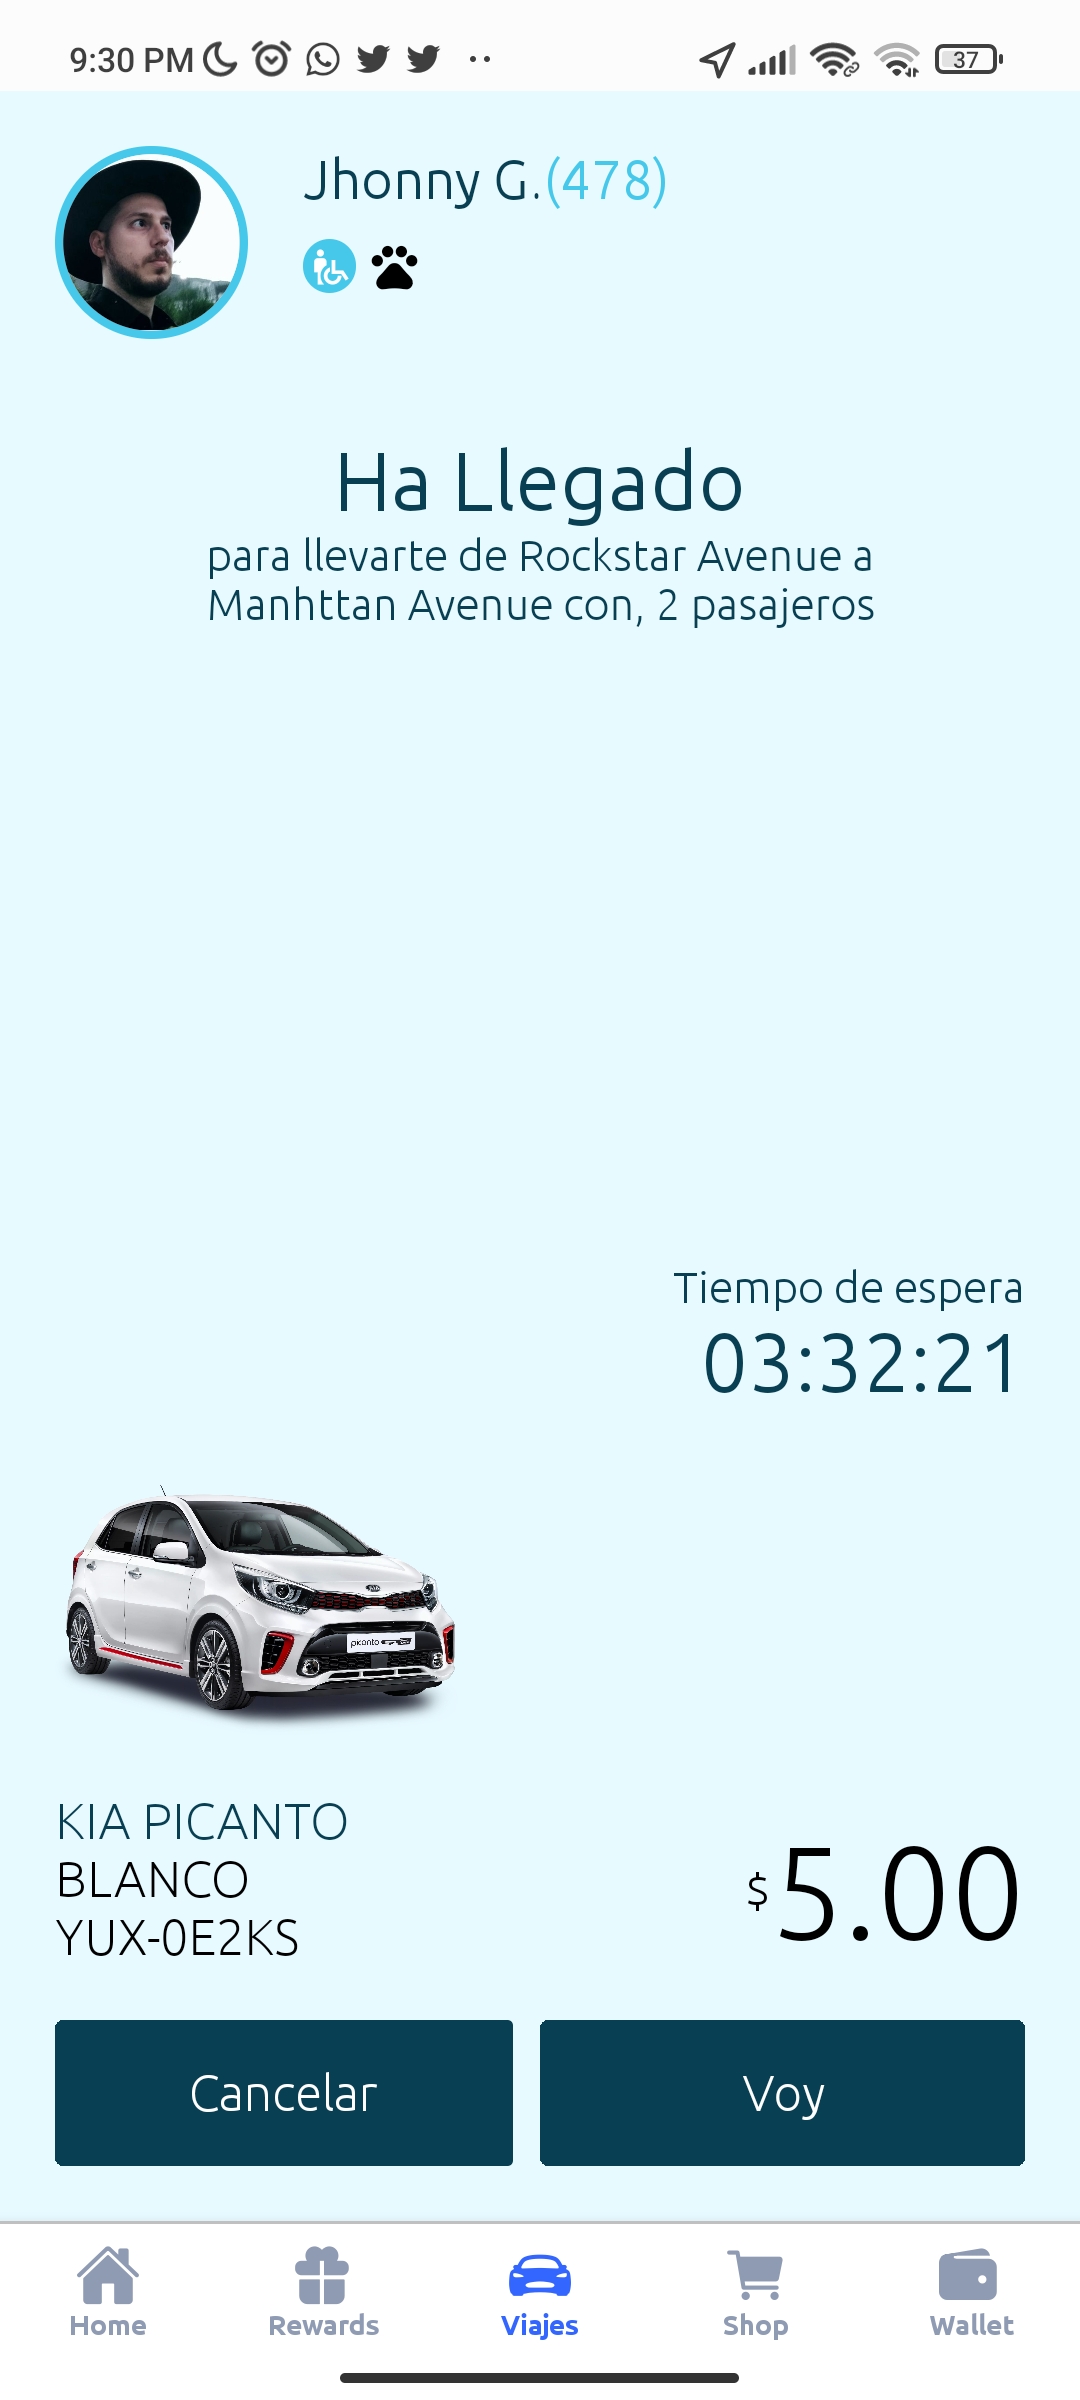 9:30 PM
37
Jhonny G.(478)
Ha Llegado
para llevarte de Rockstar Avenue a
Manhttan Avenue con, 2 pasajeros
Tiempo de espera
03:32:21
picanto
KIA PICANTO
BLANCO
YUX-0E2KS
$5.00
Cancelar
Voy
Home
Rewards
Viajes
Shop
Wallet